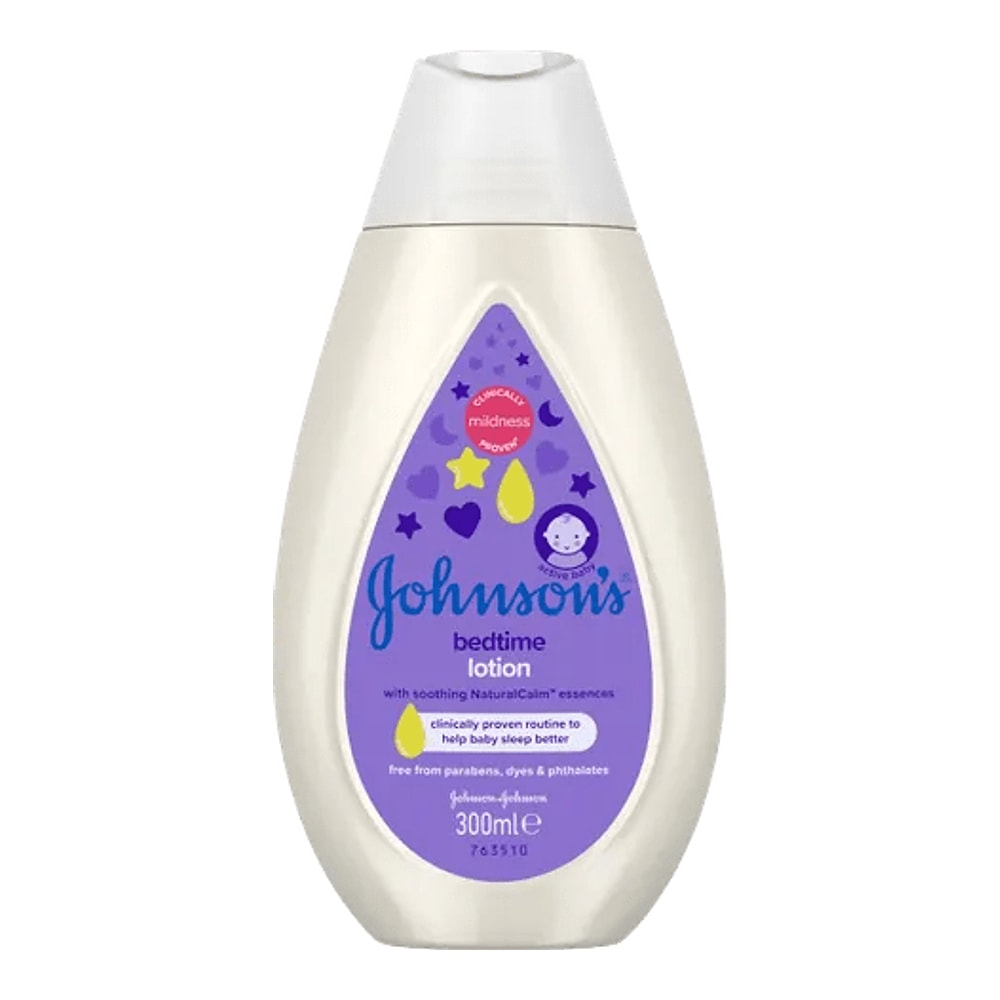 CLINICALLY
mildness
PROVEN*
active baby
Johnson's
bedtime
lotion
with soothing NaturalCalm™ essences
clinically proven routine to
help baby sleep better
free from parabens, dyes & phthalates
Johnson+Johnson
300ml e
763510